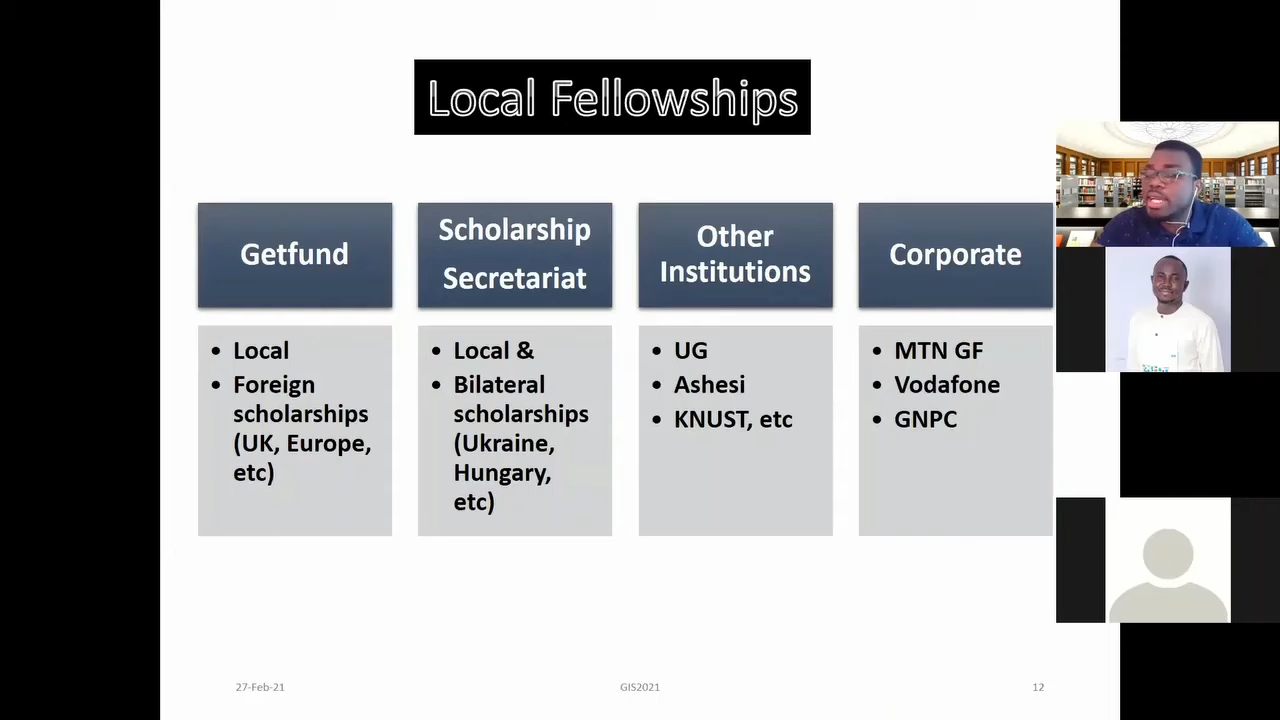 Local Fellowships
Getfund
• Local
• Foreign
scholarships
(UK, Europe,
etc)
Scholarship
Secretariat
• Local &
• Bilateral
scholarships
(Ukraine,
Hungary,
etc)
Other
Institutions
• UG
• Ashesi
• KNUST, etc
Corporate
• MTN GF
• Vodafone
• GNPC
27-Feb-21
GIS2021
12